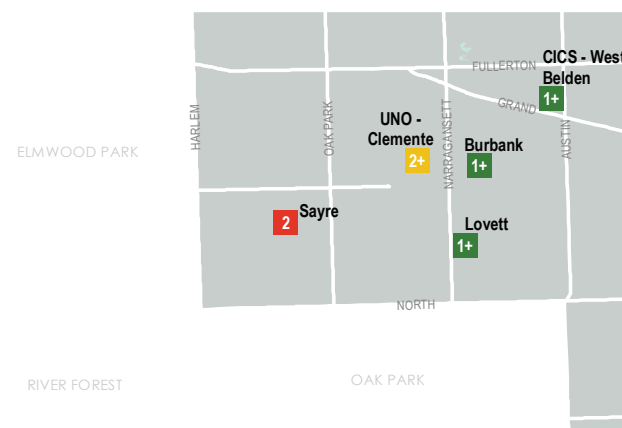 CICS - West
Belden
1+
FULLERTON
GRAND
HARLEM
OAK PARK
NARRAGANSETT
AUSTIN
UNO -
Clemente
2+
Burbank
1+
ELMWOOD PARK
Sayre
2
Lovett
1+
NORTH
OAK PARK
RIVER FOREST